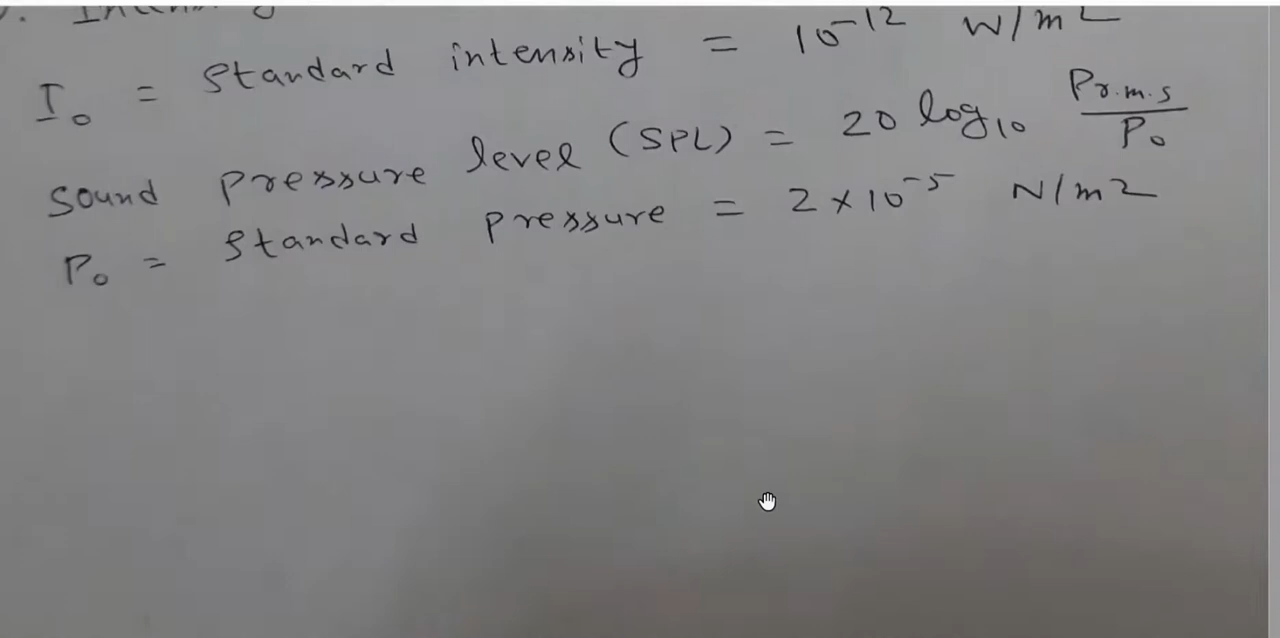 I₀ = Standard intensity = 10⁻¹² W/m2
Sound pressure level (SPL) = 20 log₁₀ Pr.m.s / P₀
P₀ = Standard pressure = 2 × 10⁻⁵ N/m2